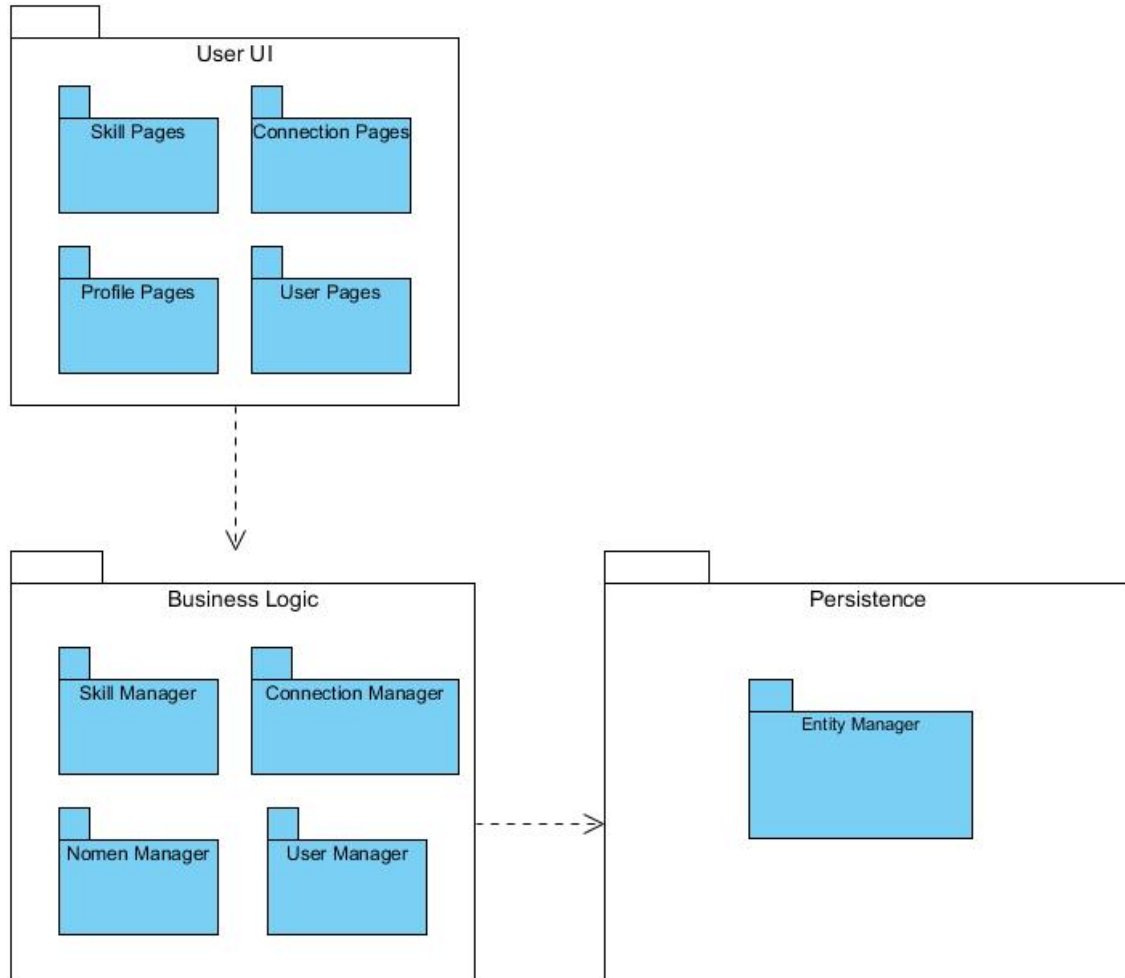 User UI
Skill Pages
Connection Pages
Profile Pages
User Pages
Business Logic
Skill Manager
Connection Manager
Nomen Manager
User Manager
Persistence
Entity Manager